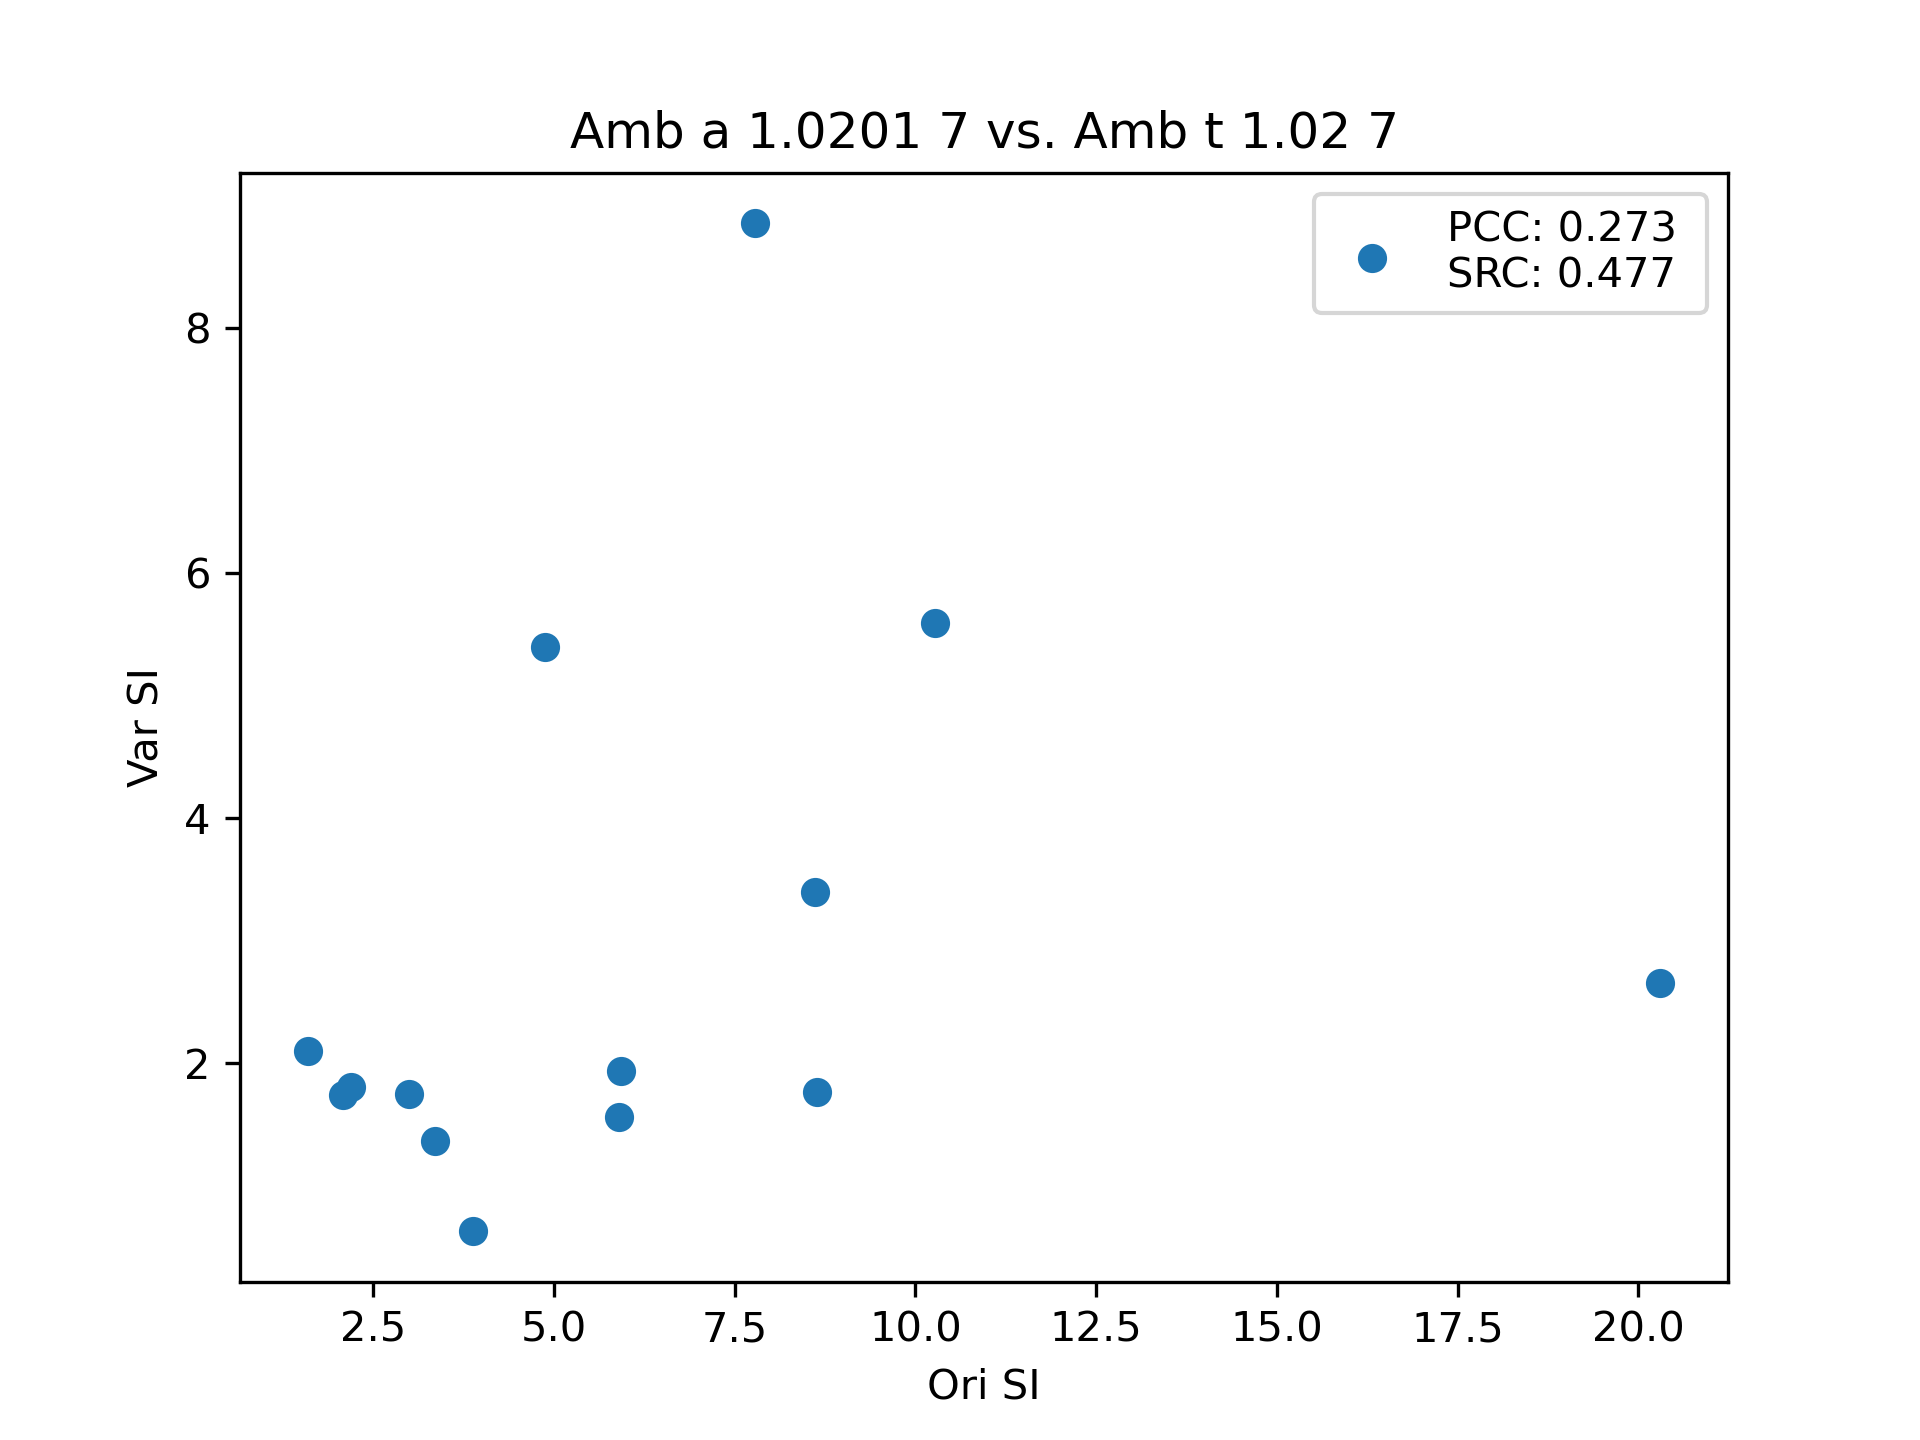 Amb a 1.0201 7 vs. Amb t 1.02 7
PCC: 0.273
SRC: 0.477
8
6
4
2
Var SI
2.5 5.0 7.5 10.0 12.5 15.0 17.5 20.0
Ori SI